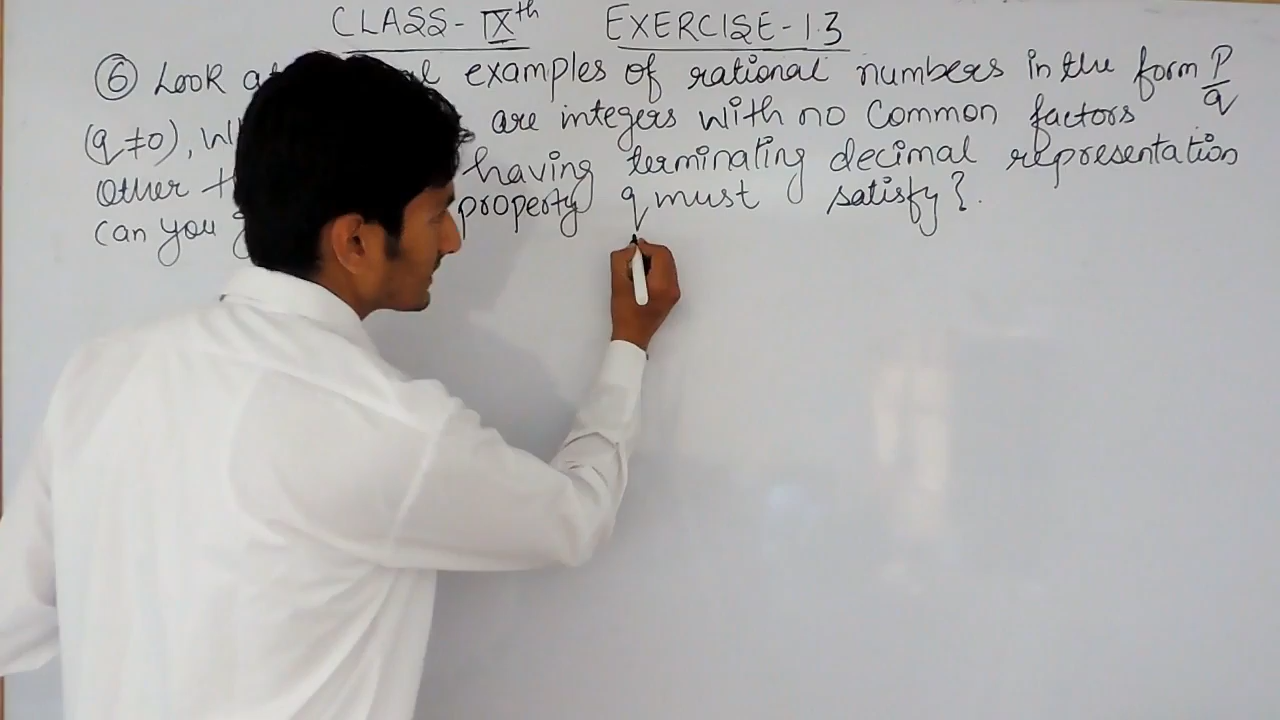 CLASS- IXth EXERCISE-1.3
⑥ Look examples of rational numbers in the form P/q
(q≠0), are integers with no Common factors
Other having terminating decimal representation
can you property q must satisfy?.